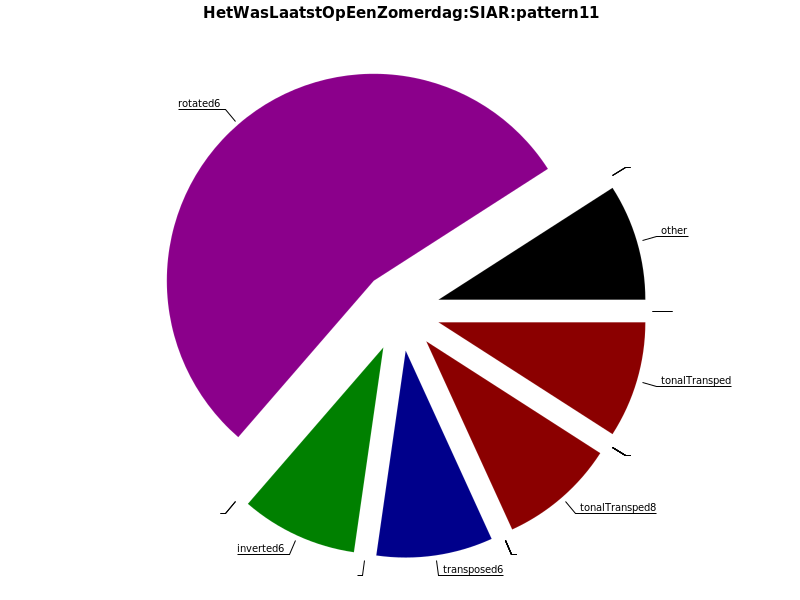 HetWasLaatstOpEenZomerdag:SIAR:pattern11
rotated6
other
tonalTransped
tonalTransped8
inverted6
transposed6